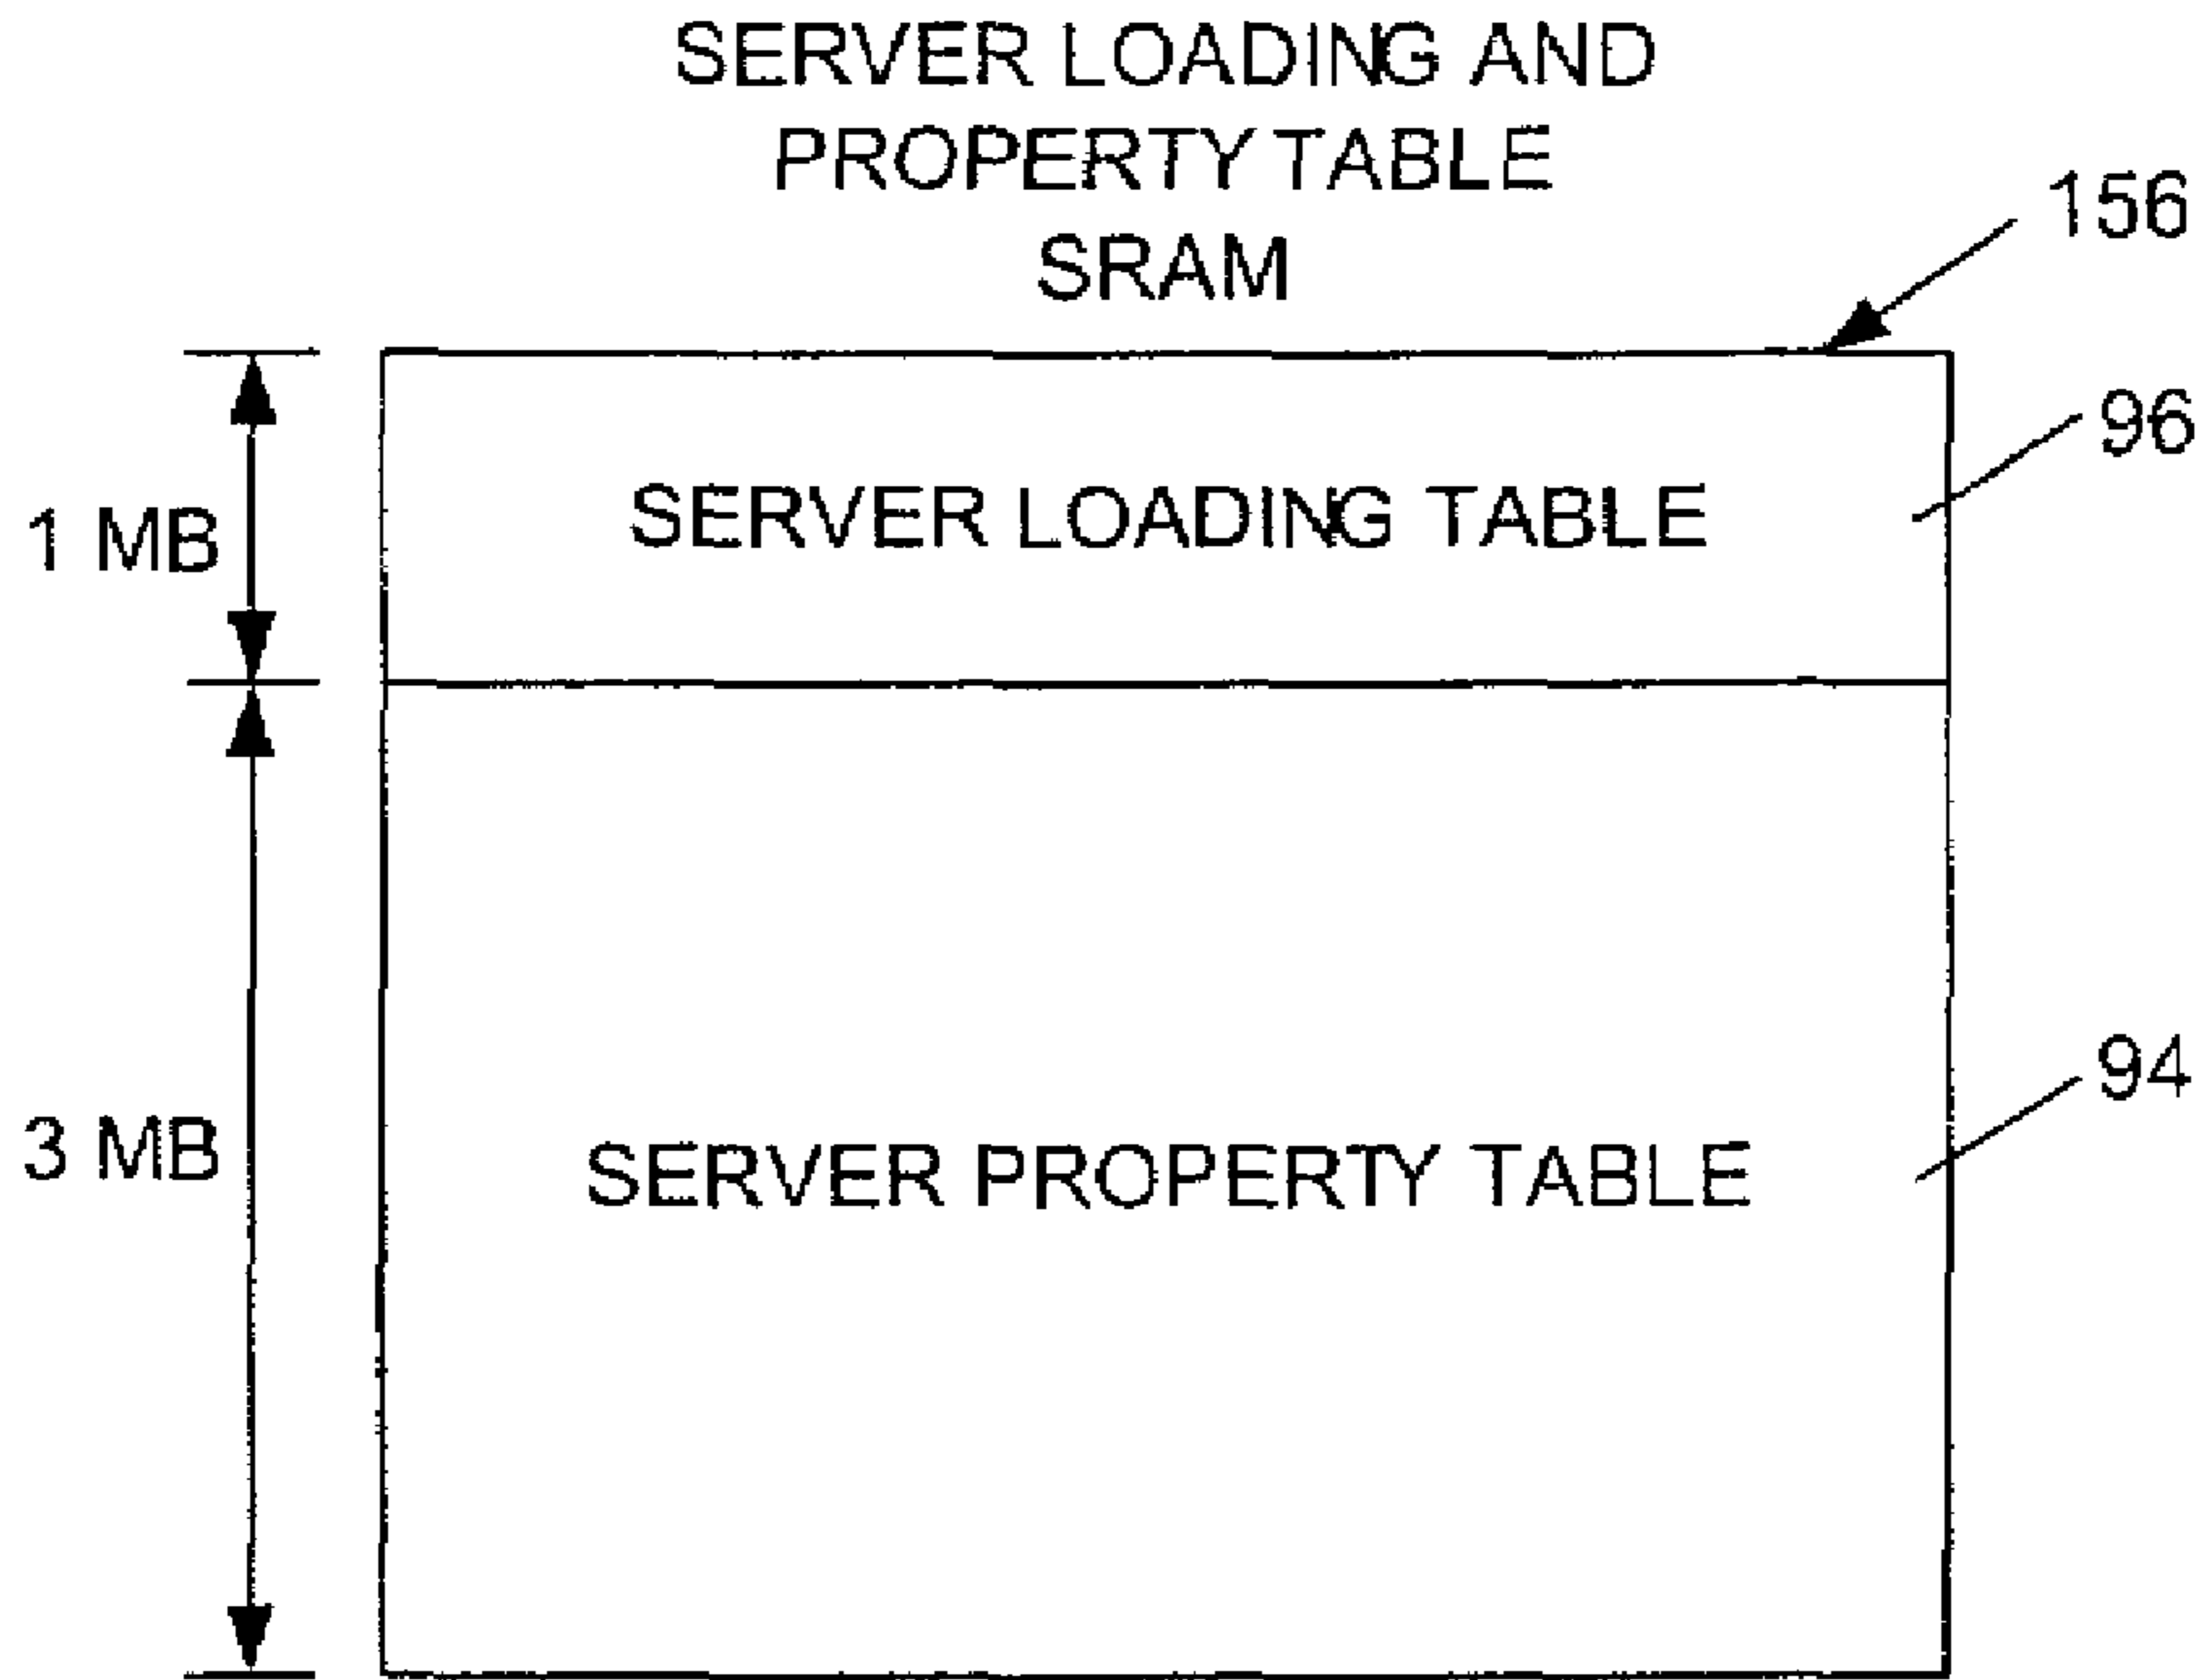 SERVER LOADING AND
PROPERTY TABLE
SRAM
156
96
1 MB
SERVER LOADING TABLE
94
3 MB
SERVER PROPERTY TABLE